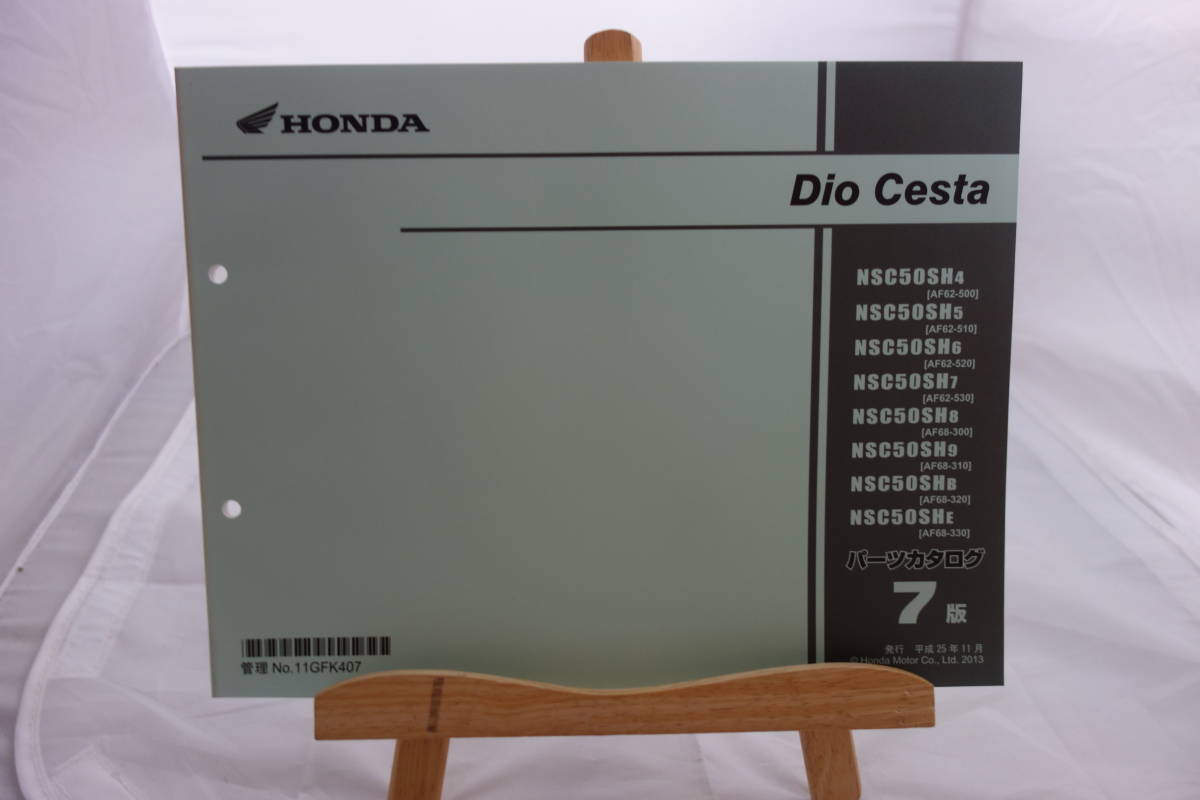 HONDA
Dio Cesta
NSC50SH4
[AF62-500]
NSC50SH5
[AF62-510]
NSC50SH6
[AF62-520]
NSC50SH7
[AF62-530]
NSC50SH8
[AF68-300]
NSC50SH9
[AF68-310]
NSC50SHB
[AF68-320]
NSC50SHE
[AF68-330]
パーツカタログ
7版
発行 平成25年11月
© Honda Motor Co., Ltd. 2013
管理 No.11GFK407